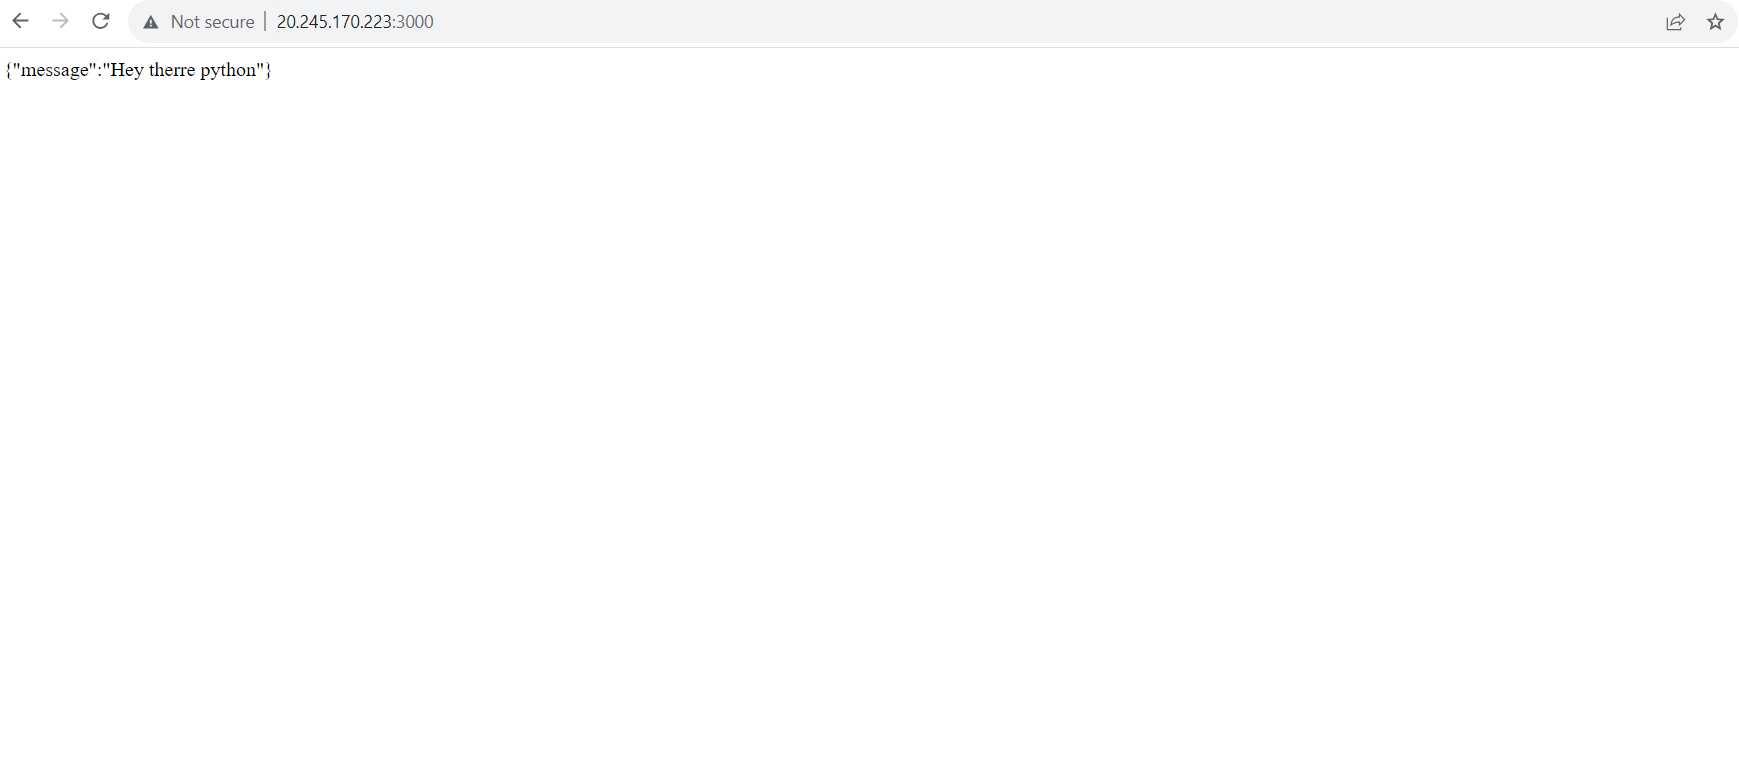 Not secure | 20.245.170.223:3000
{"message":"Hey therre python"}